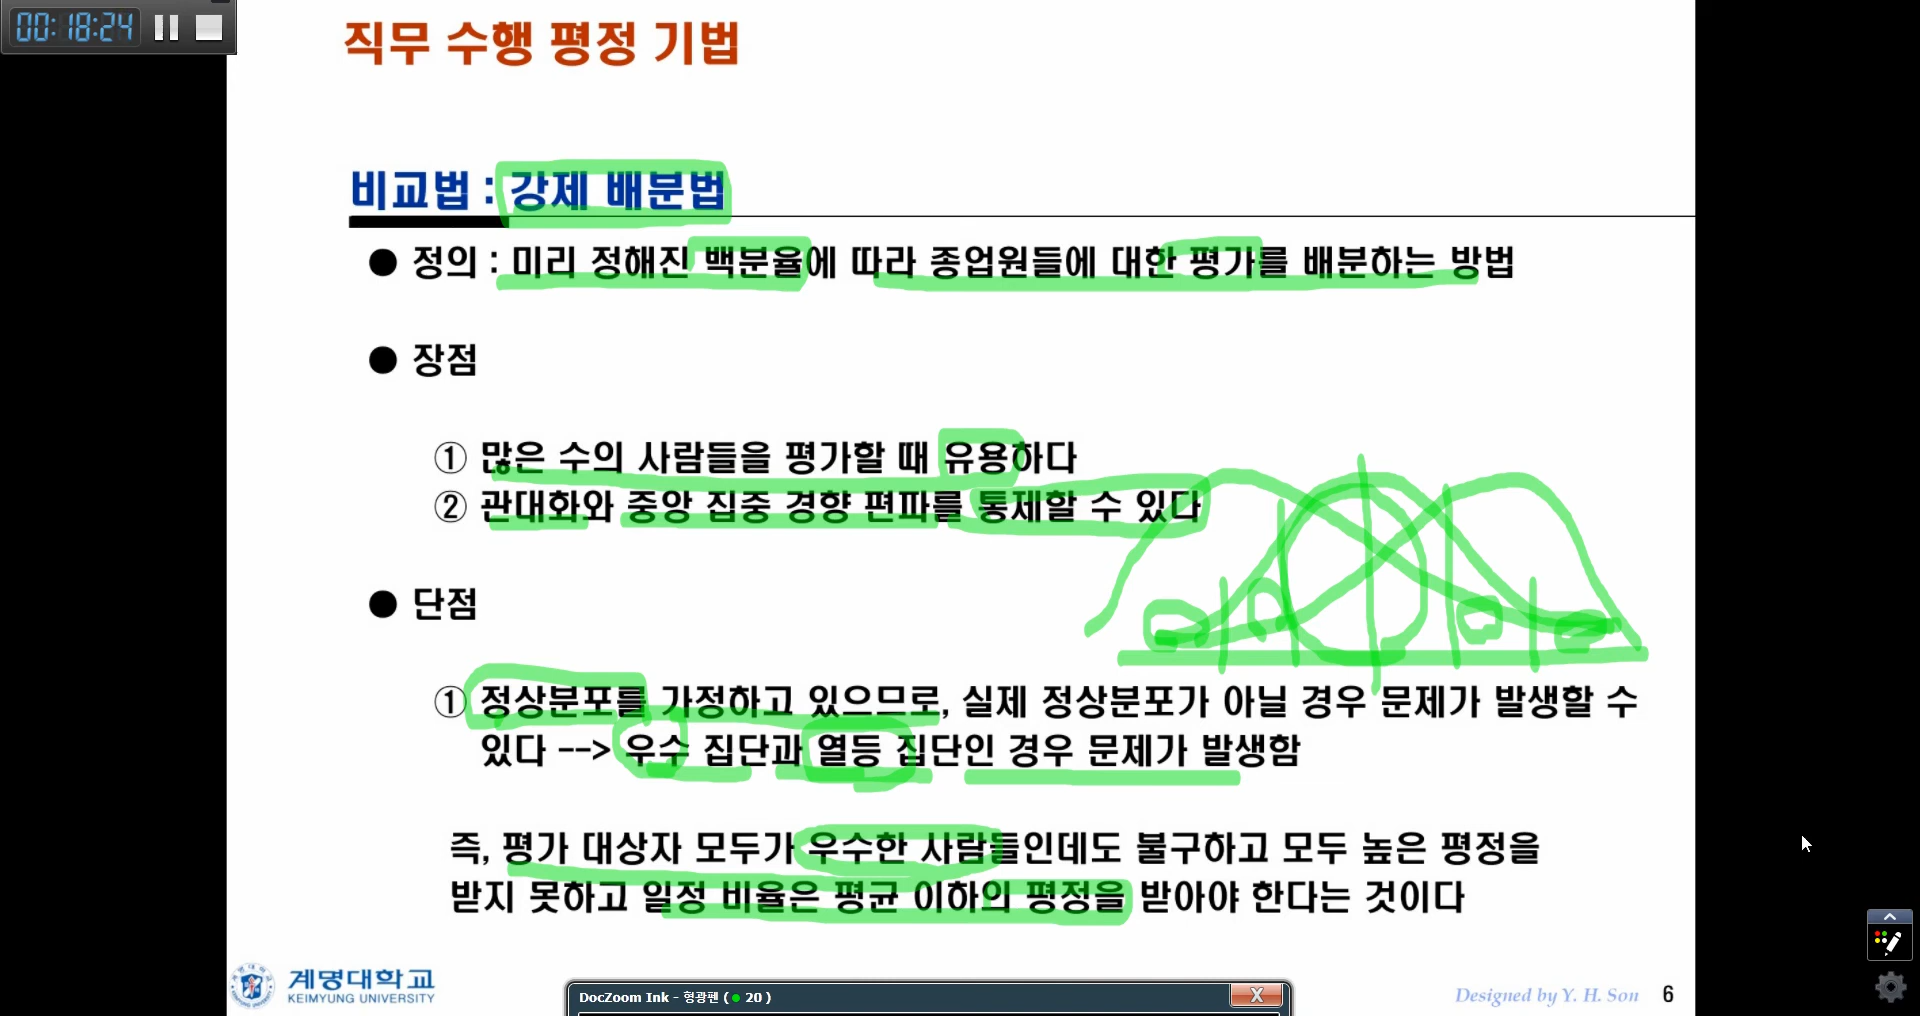 00:18:24
직무 수행 평정 기법
비교법 : 강제 배분법
● 정의 : 미리 정해진 백분율에 따라 종업원들에 대한 평가를 배분하는 방법
● 장점
① 많은 수의 사람들을 평가할 때 유용하다
② 관대화와 중앙 집중 경향 편파를 통제할 수 있다
● 단점
① 정상분포를 가정하고 있으므로, 실제 정상분포가 아닐 경우 문제가 발생할 수
있다 --> 우수 집단과 열등 집단인 경우 문제가 발생함
즉, 평가 대상자 모두가 우수한 사람들인데도 불구하고 모두 높은 평정을
받지 못하고 일정 비율은 평균 이하의 평정을 받아야 한다는 것이다
계명대학교
KEIMYUNG UNIVERSITY
DocZoom Ink - 형광펜 ( ● 20 )
X
Designed by Y. H. Son 6